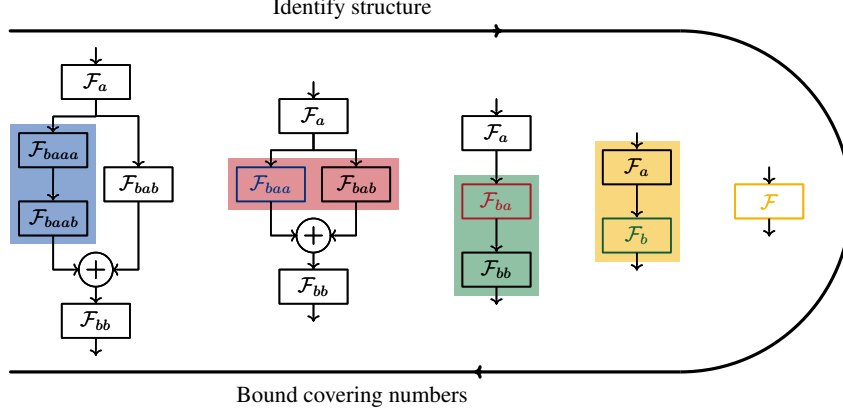 Identify structure
𝓕a
𝓕baaa
𝓕baab
𝓕bab
+
𝓕bb
𝓕a
𝓕baa
𝓕bab
+
𝓕bb
𝓕a
𝓕ba
𝓕bb
𝓕a
𝓕b
𝓕
Bound covering numbers